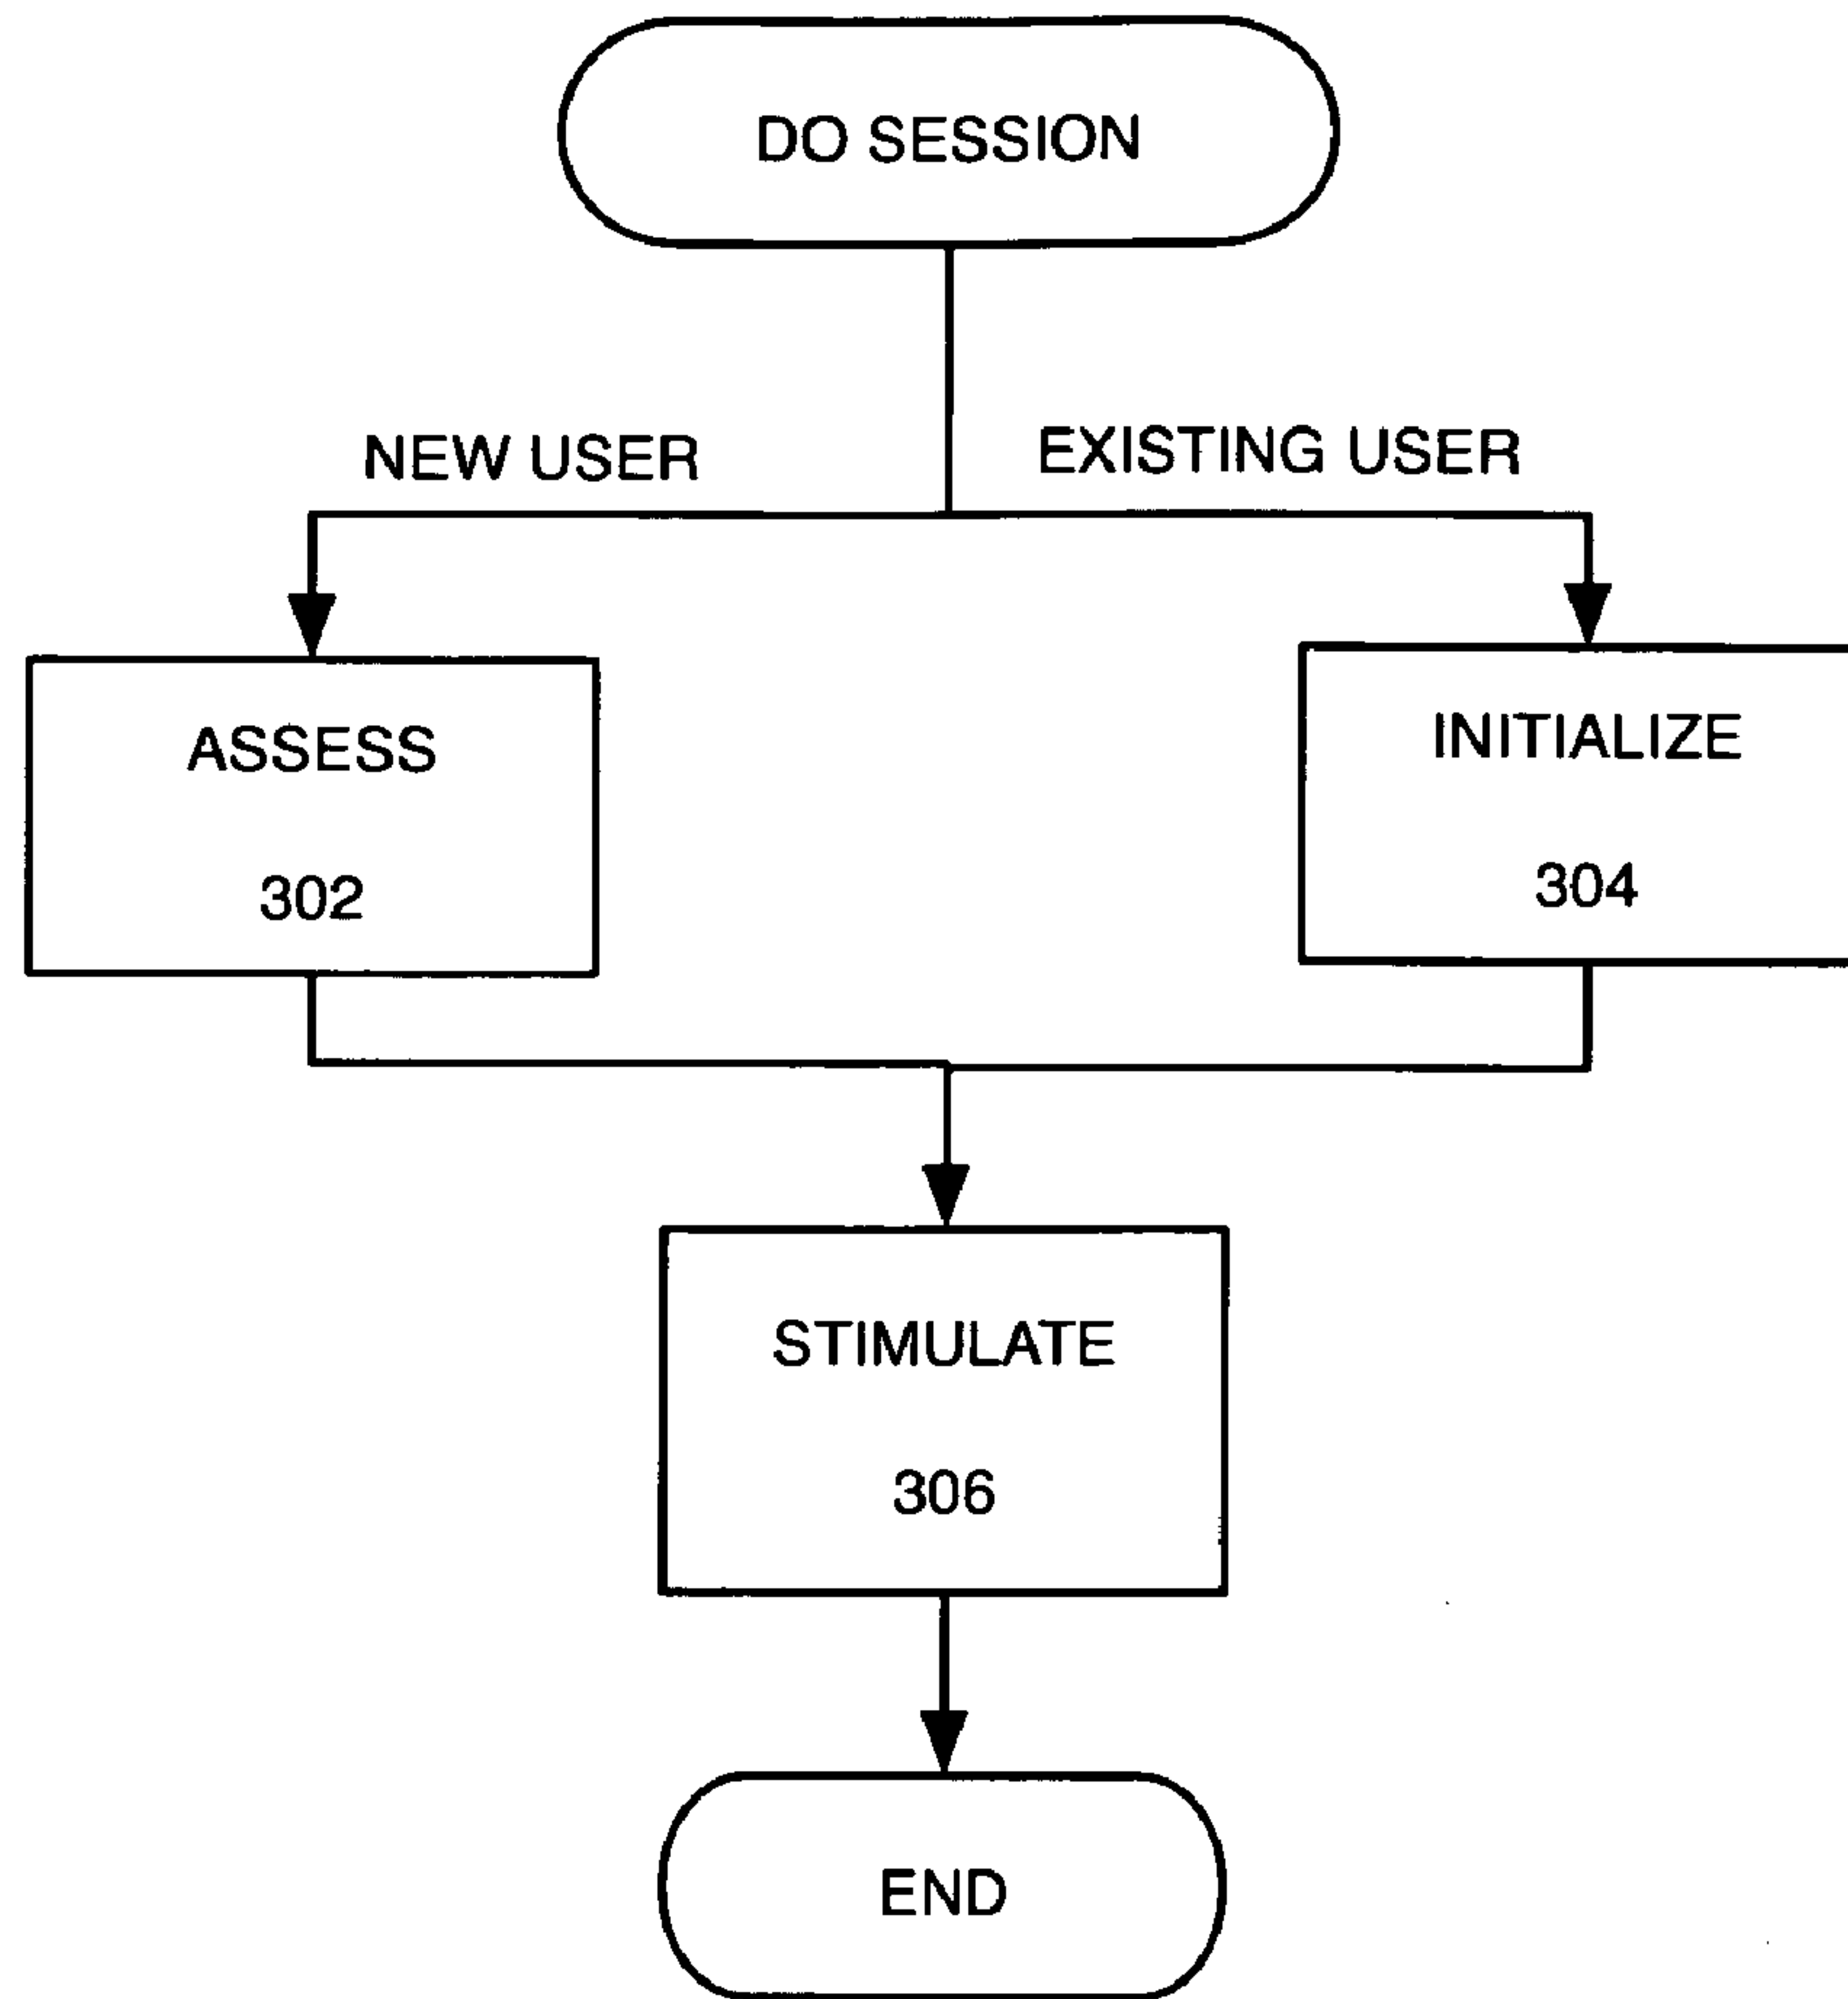 DO SESSION
NEW USER
EXISTING USER
ASSESS
302
INITIALIZE
304
STIMULATE
306
END